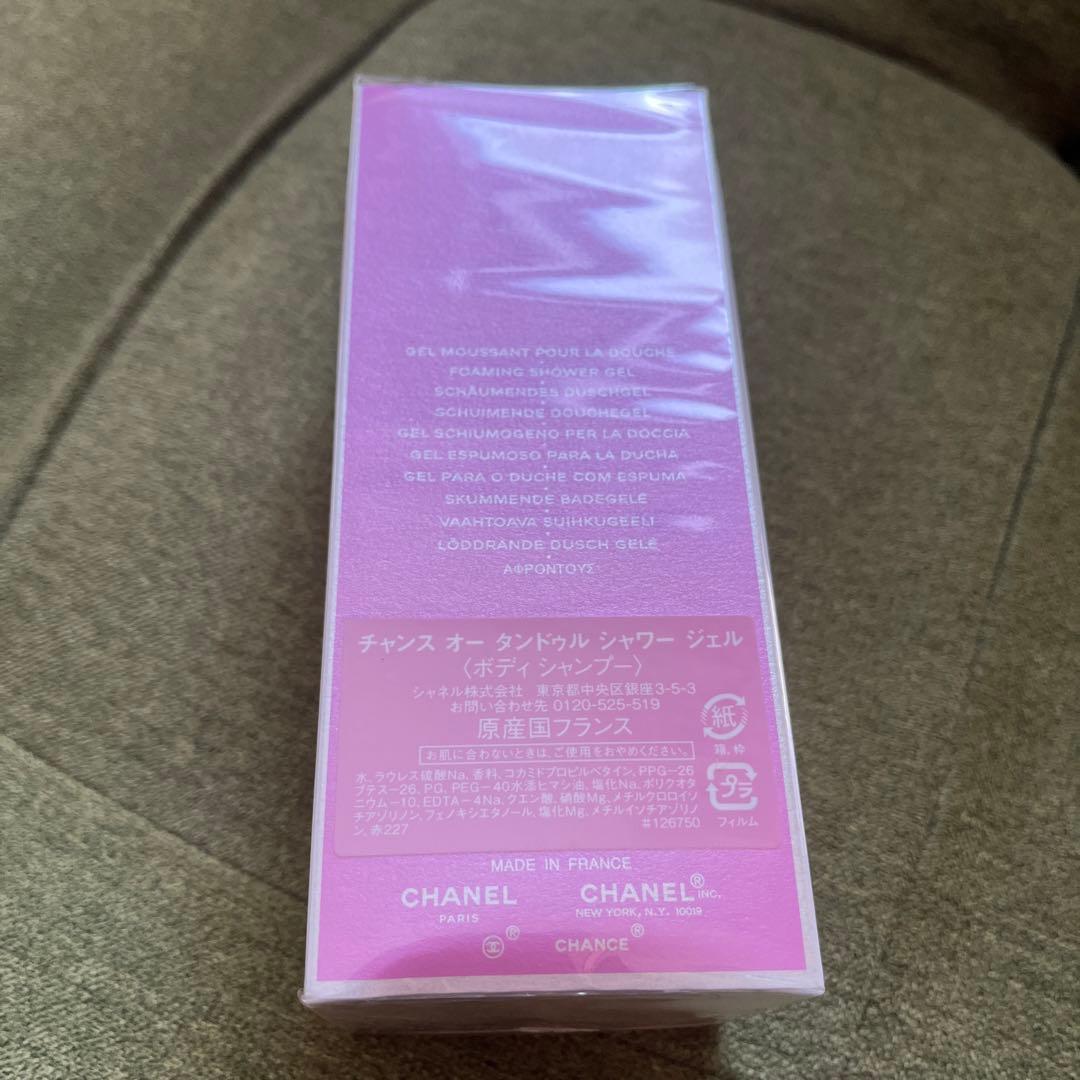 GEL MOUSSANT POUR LA DOUCHE
FOAMING SHOWER GEL
SCHÄUMENDES DUSCHGEL
SCHUIMENDE DOUCHEGEL
GEL SCHIUMOGENO PER LA DOCCIA
GEL ESPUMOSO PARA LA DUCHA
GEL PARA O DUCHE COM ESPUMA
SKUMMENDE BADEGELÉ
VAAHTOAVA SUIHKUGEELI
LÖDDRANDE DUSCH GELÉ
ΑΦΡΟΝΤΟΥΣ
チャンス オー タンドゥル シャワー ジェル
〈ボディ シャンプー〉
シャネル株式会社 東京都中央区銀座3-5-3
お問い合わせ先 0120-525-519
原産国フランス
お肌に合わないときは、ご使用をおやめください。
水、ラウレス硫酸Na、香料、コカミドプロピルベタイン、PPG-26
ブテス-26、PG、PEG-40水添ヒマシ油、塩化Na、ポリクオタ
ニウム-10、EDTA-4Na、クエン酸、硝酸Mg、メチルクロロイソ
チアゾリノン、フェノキシエタノール、塩化Mg、メチルイソチアゾリノ
ン、赤227
#126750
紙
箱、枠
プラ
フィルム
MADE IN FRANCE
CHANEL
PARIS
CHANEL® INC.
NEW YORK, N.Y. 10019
®
CHANCE®